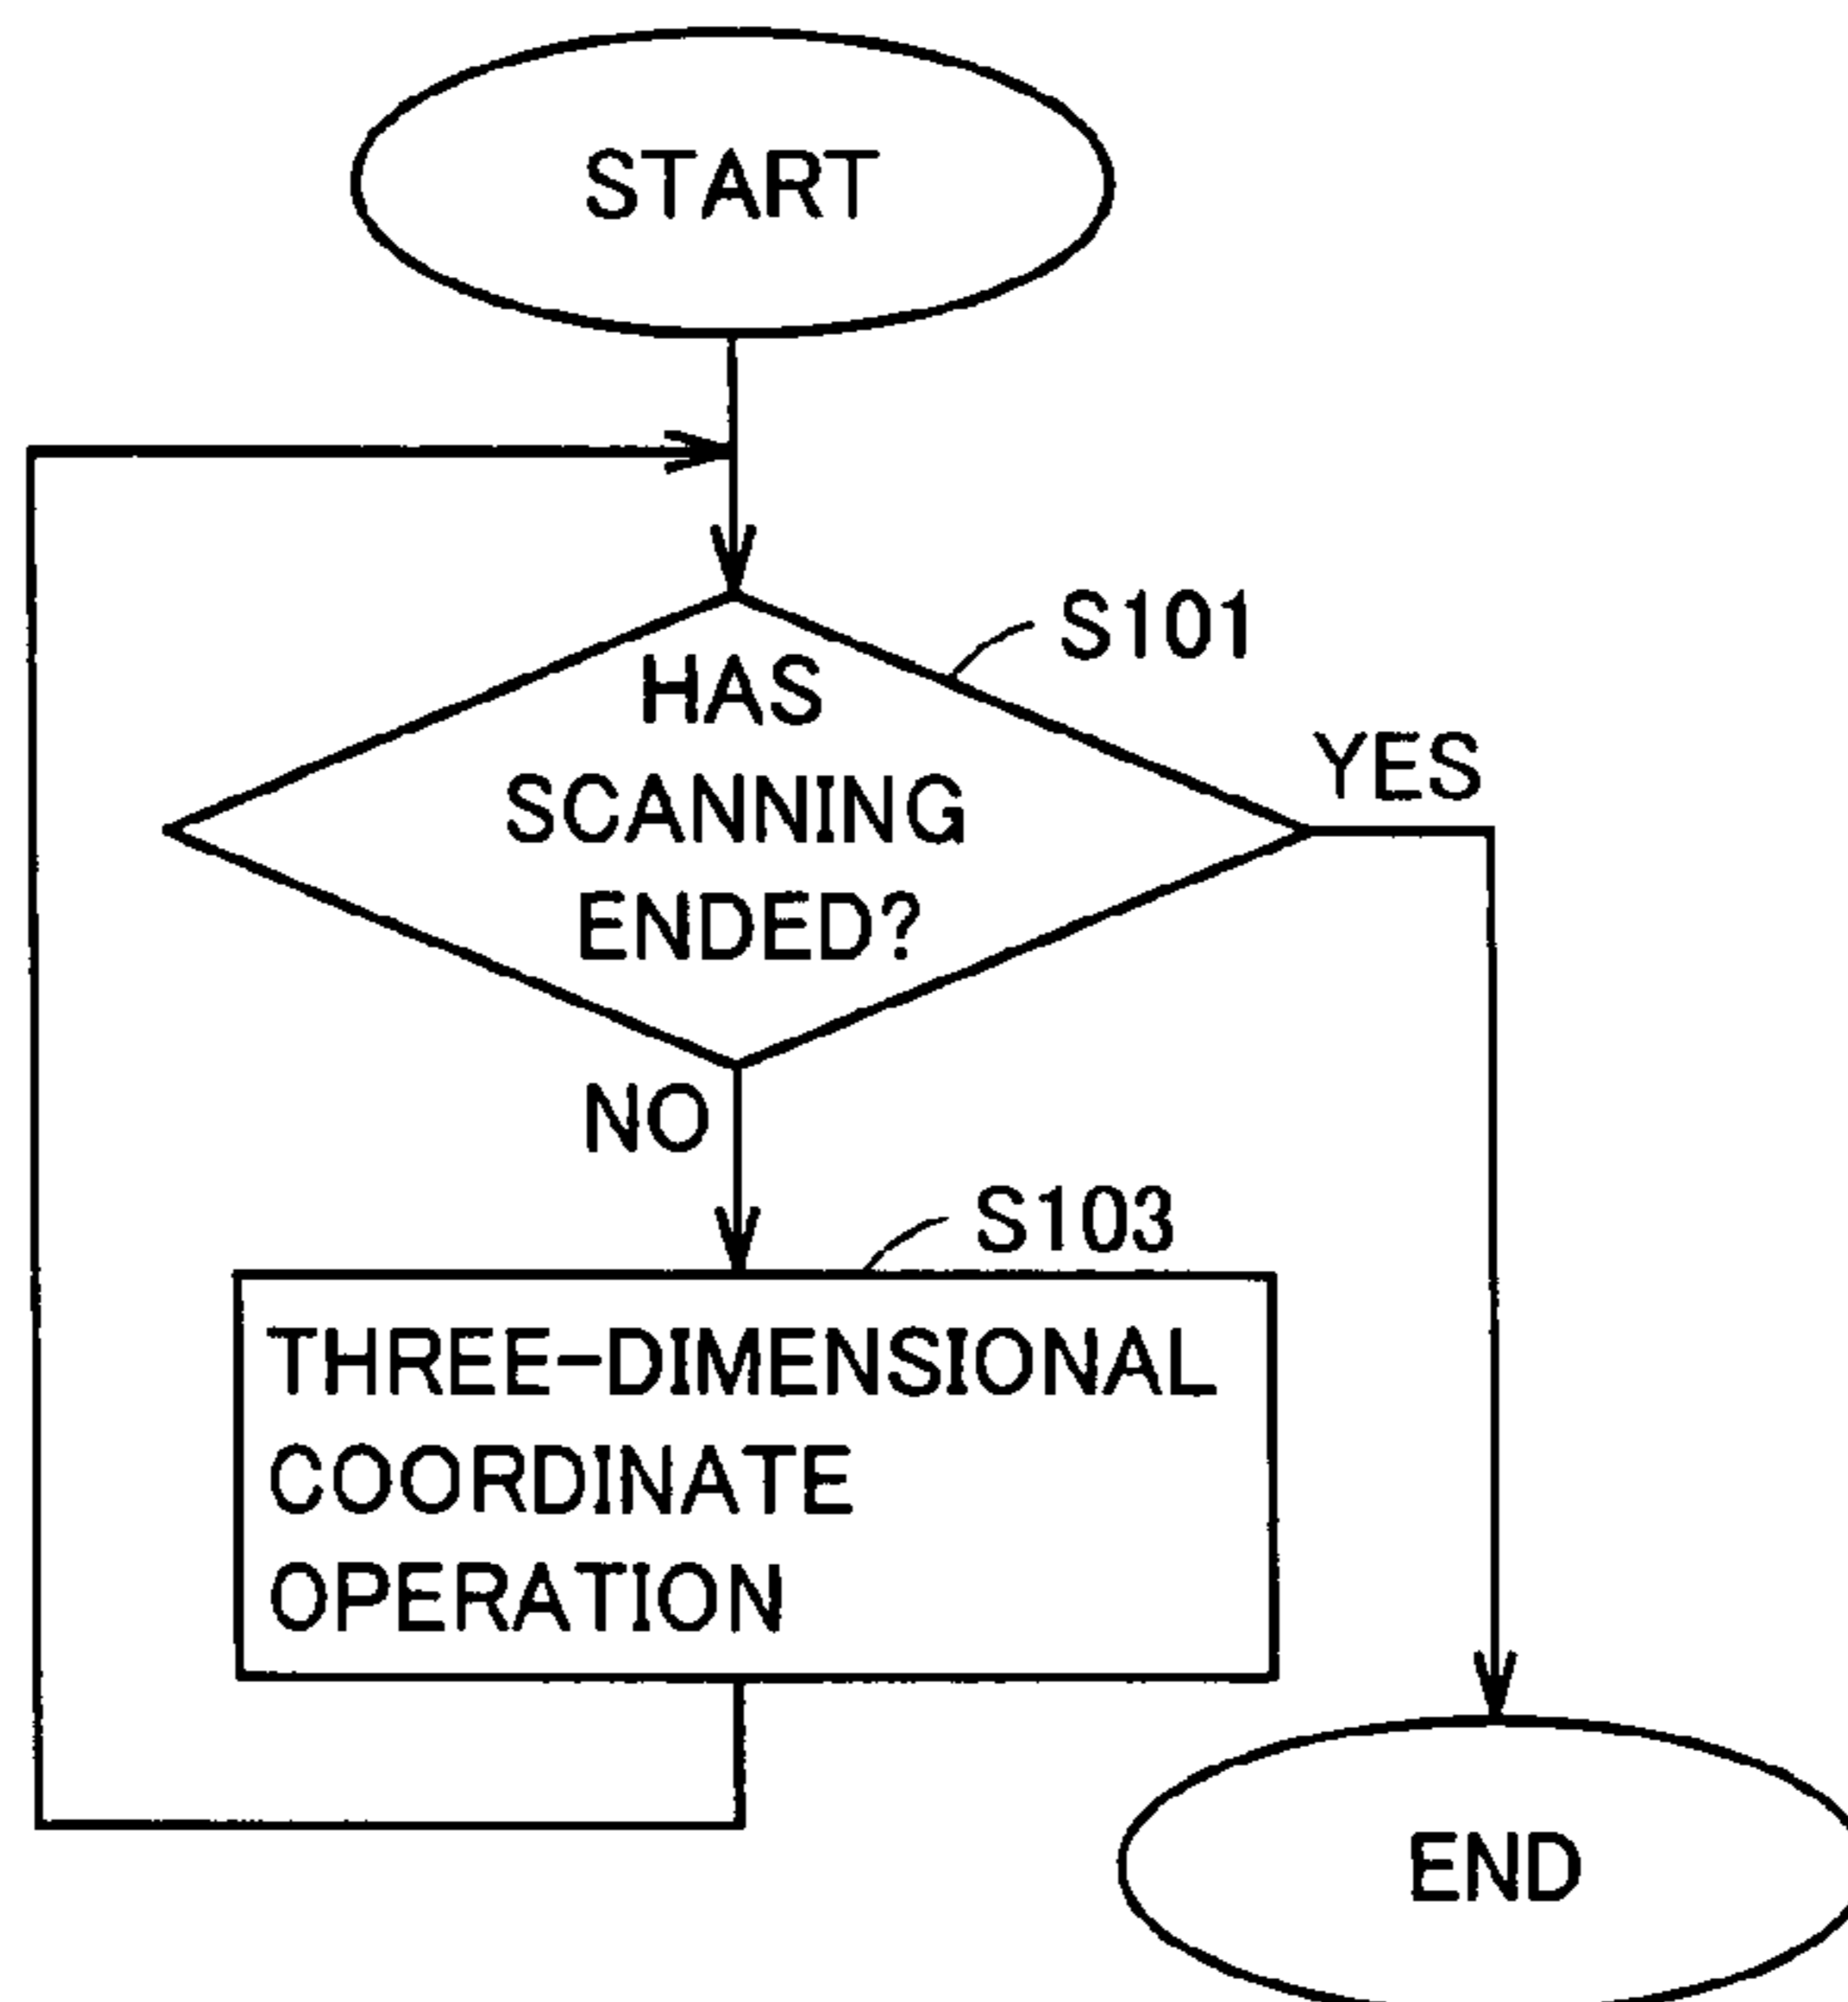 START
S101
HAS
SCANNING
ENDED?
YES
NO
S103
THREE-DIMENSIONAL
COORDINATE
OPERATION
END